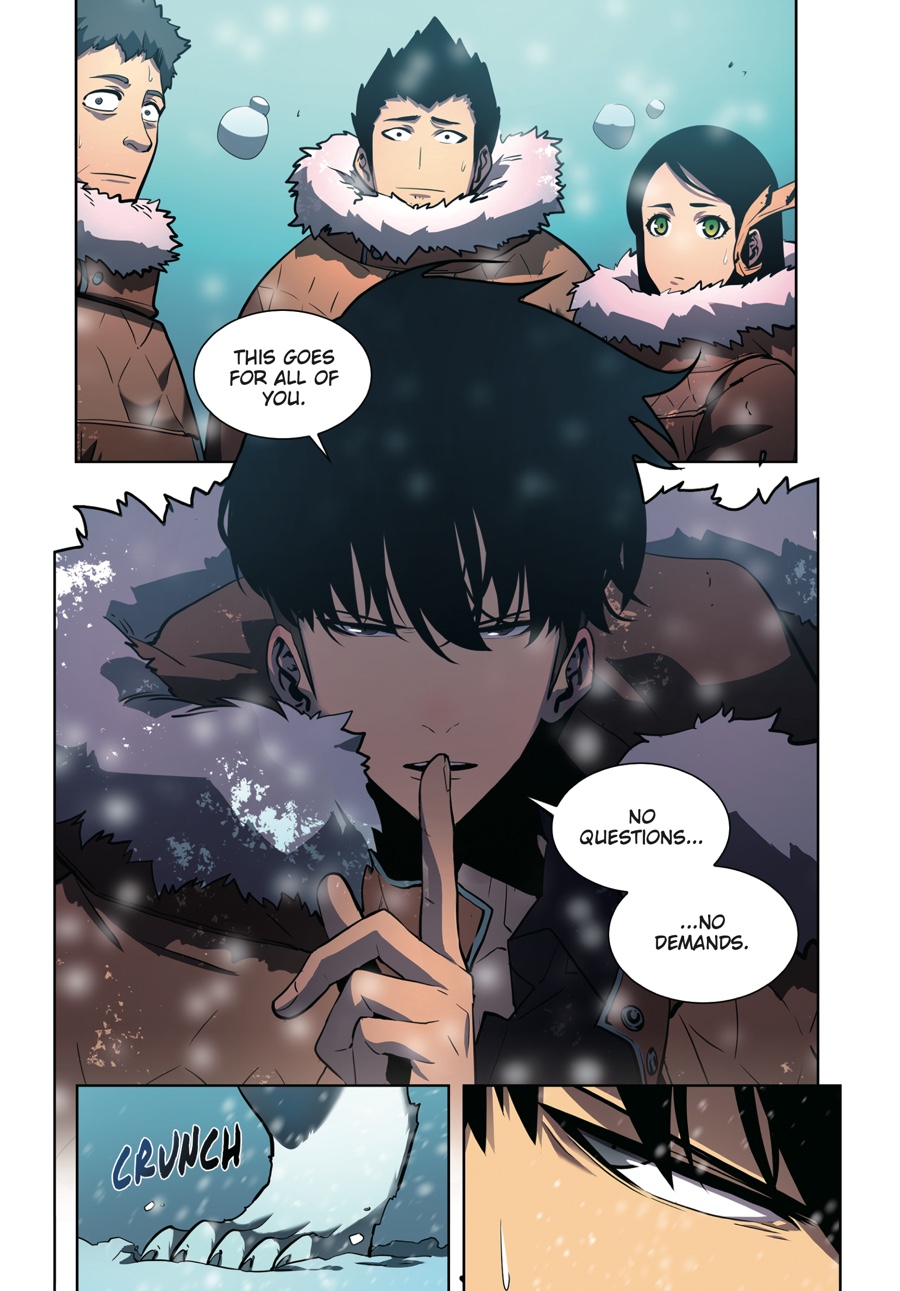 THIS GOES
FOR ALL OF
YOU.
NO
QUESTIONS...
...NO
DEMANDS.
CRUNCH